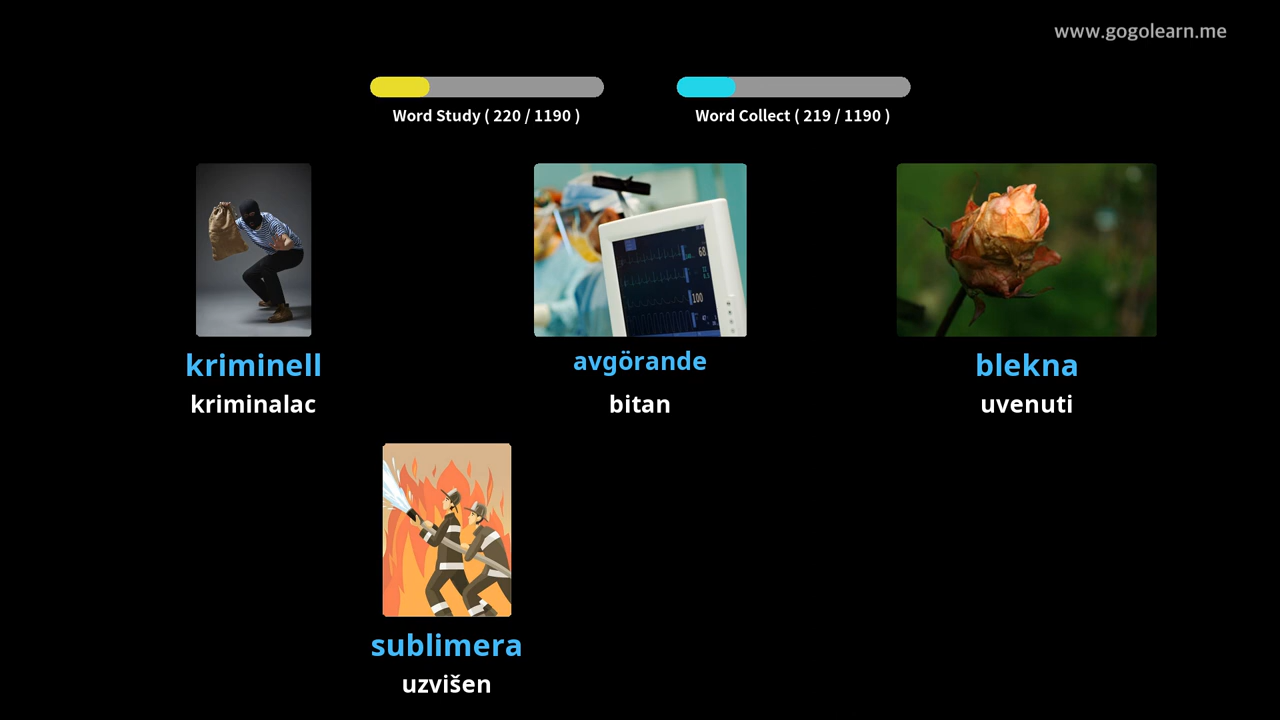 www.gogolearn.me
Word Study ( 220 / 1190 )
Word Collect ( 219 / 1190 )
kriminell
kriminalac
avgörande
bitan
blekna
uvenuti
sublimera
uzvišen